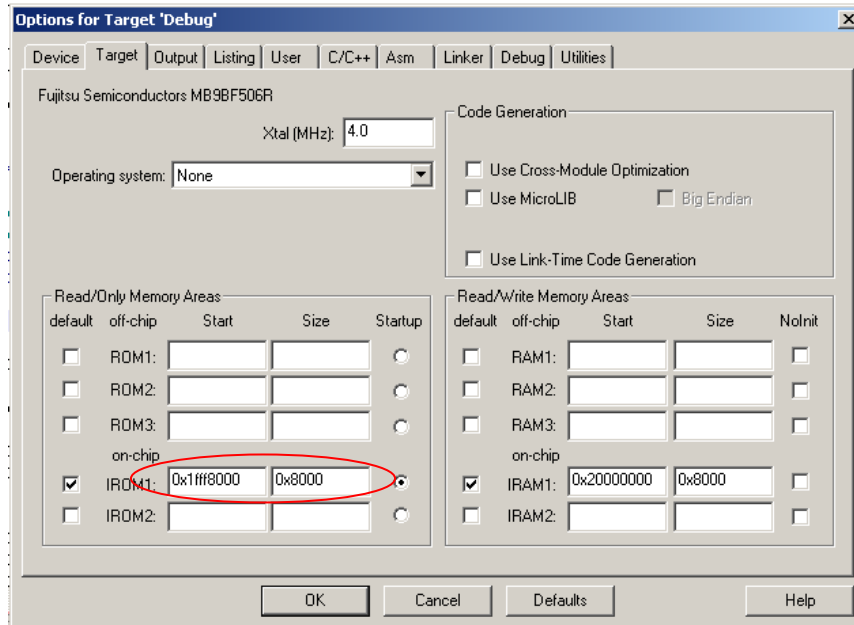 Options for Target 'Debug'
Device Target Output Listing User C/C++ Asm Linker Debug Utilities
Fujitsu Semiconductors MB9BF506R
Xtal (MHz): 4.0
Operating system: None
Code Generation
Use Cross-Module Optimization
Use MicroLIB Big Endian
Use Link-Time Code Generation
Read/Only Memory Areas
default off-chip Start Size Startup
ROM1:
ROM2:
ROM3:
on-chip
IROM1: 0x1fff8000 0x8000
IROM2:
Read/Write Memory Areas
default off-chip Start Size NoInit
RAM1:
RAM2:
RAM3:
on-chip
IRAM1: 0x20000000 0x8000
IRAM2:
OK Cancel Defaults Help